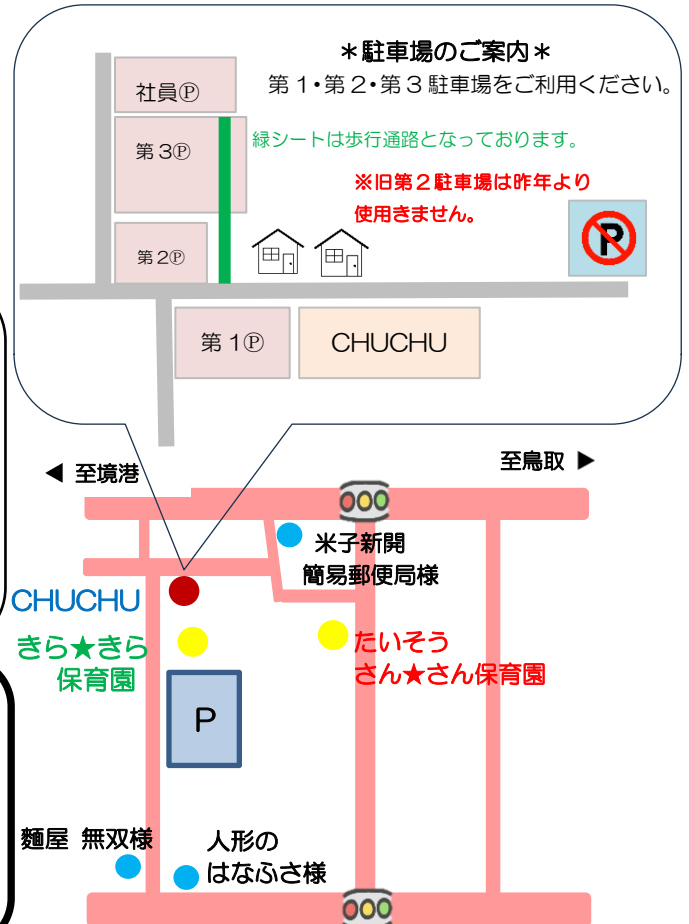 ＊駐車場のご案内＊
第1・第2・第3駐車場をご利用ください。
社員Ⓟ
緑シートは歩行通路となっております。
第3Ⓟ
※旧第2駐車場は昨年より
使用きません。
P
第2Ⓟ
第1Ⓟ
CHUCHU
◀ 至境港
至鳥取 ▶
米子新開
簡易郵便局様
CHUCHU
きら★きら
保育園
たいそう
さん★さん保育園
P
麺屋 無双様
人形の
はなふさ様